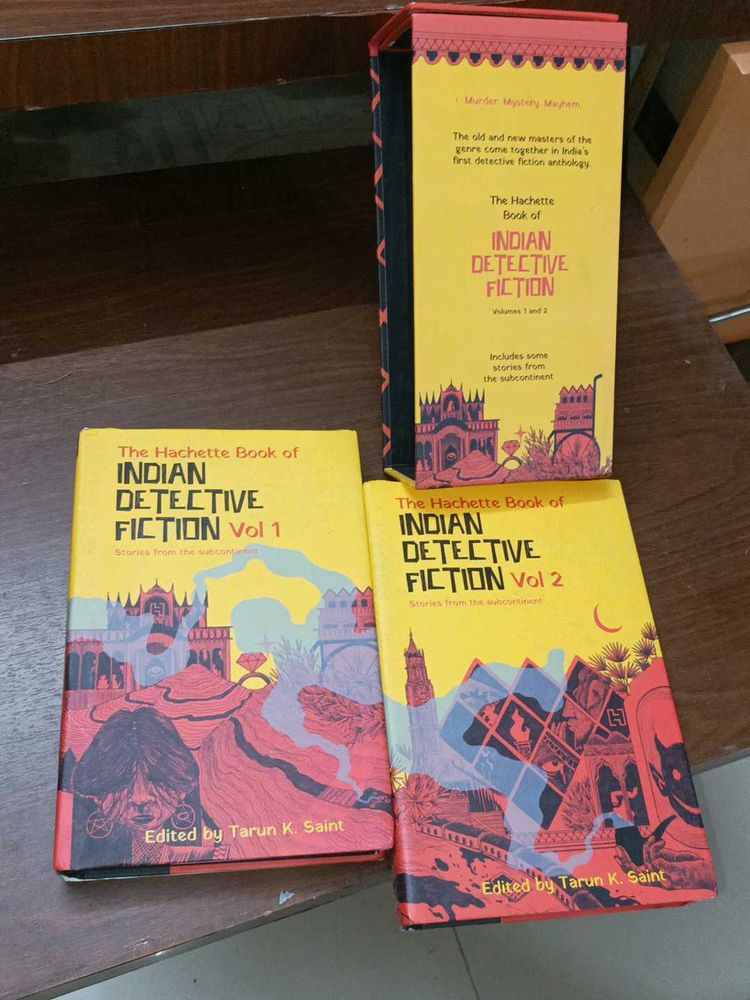 Murder. Mystery. Mayhem.
The old and new masters of the
genre come together in India's
first detective fiction anthology.
The Hachette
Book of
INDIAN
DETECTIVE
FICTION
Volumes 1 and 2
Includes some
stories from
the subcontinent
The Hachette Book of
INDIAN
DETECTIVE
FICTION Vol 1
Stories from the subcontinent
Edited by Tarun K. Saint
The Hachette Book of
INDIAN
DETECTIVE
FICTION Vol 2
Stories from the subcontinent
Edited by Tarun K. Saint